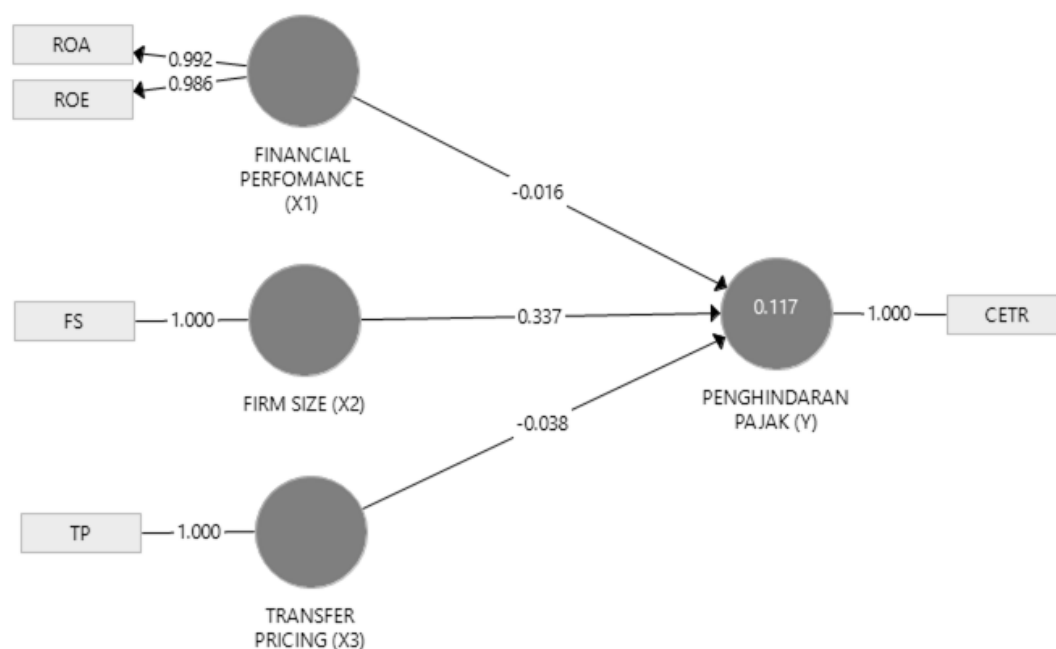 ROA
0.992
0.986
ROE
FINANCIAL
PERFOMANCE
(X1)
-0.016
FS
1.000
0.337
0.117
1.000
CETR
FIRM SIZE (X2)
PENGHINDARAN
PAJAK (Y)
-0.038
TP
1.000
TRANSFER
PRICING (X3)